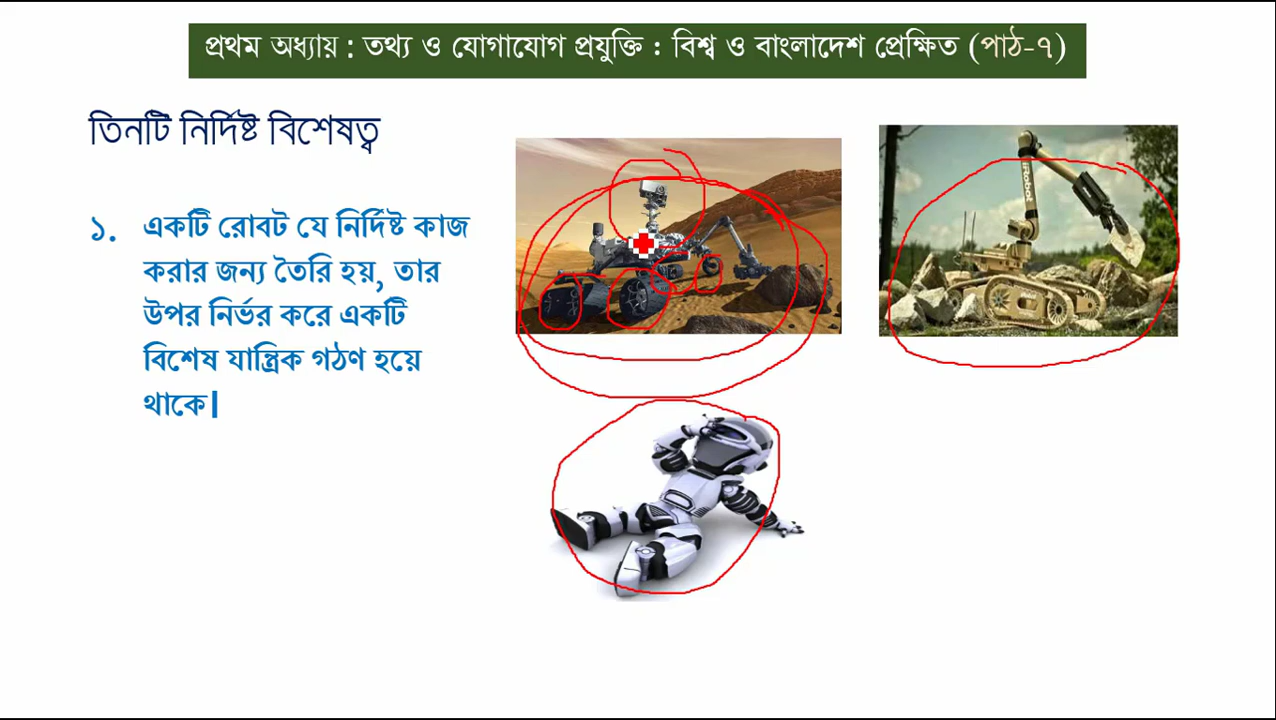 প্রথম অধ্যায় : তথ্য ও যোগাযোগ প্রযুক্তি : বিশ্ব ও বাংলাদেশ প্রেক্ষিত (পাঠ-৭)
তিনটি নির্দিষ্ট বিশেষত্ব
১. একটি রোবট যে নির্দিষ্ট কাজ
করার জন্য তৈরি হয়, তার
উপর নির্ভর করে একটি
বিশেষ যান্ত্রিক গঠণ হয়ে
থাকে।
iRobot